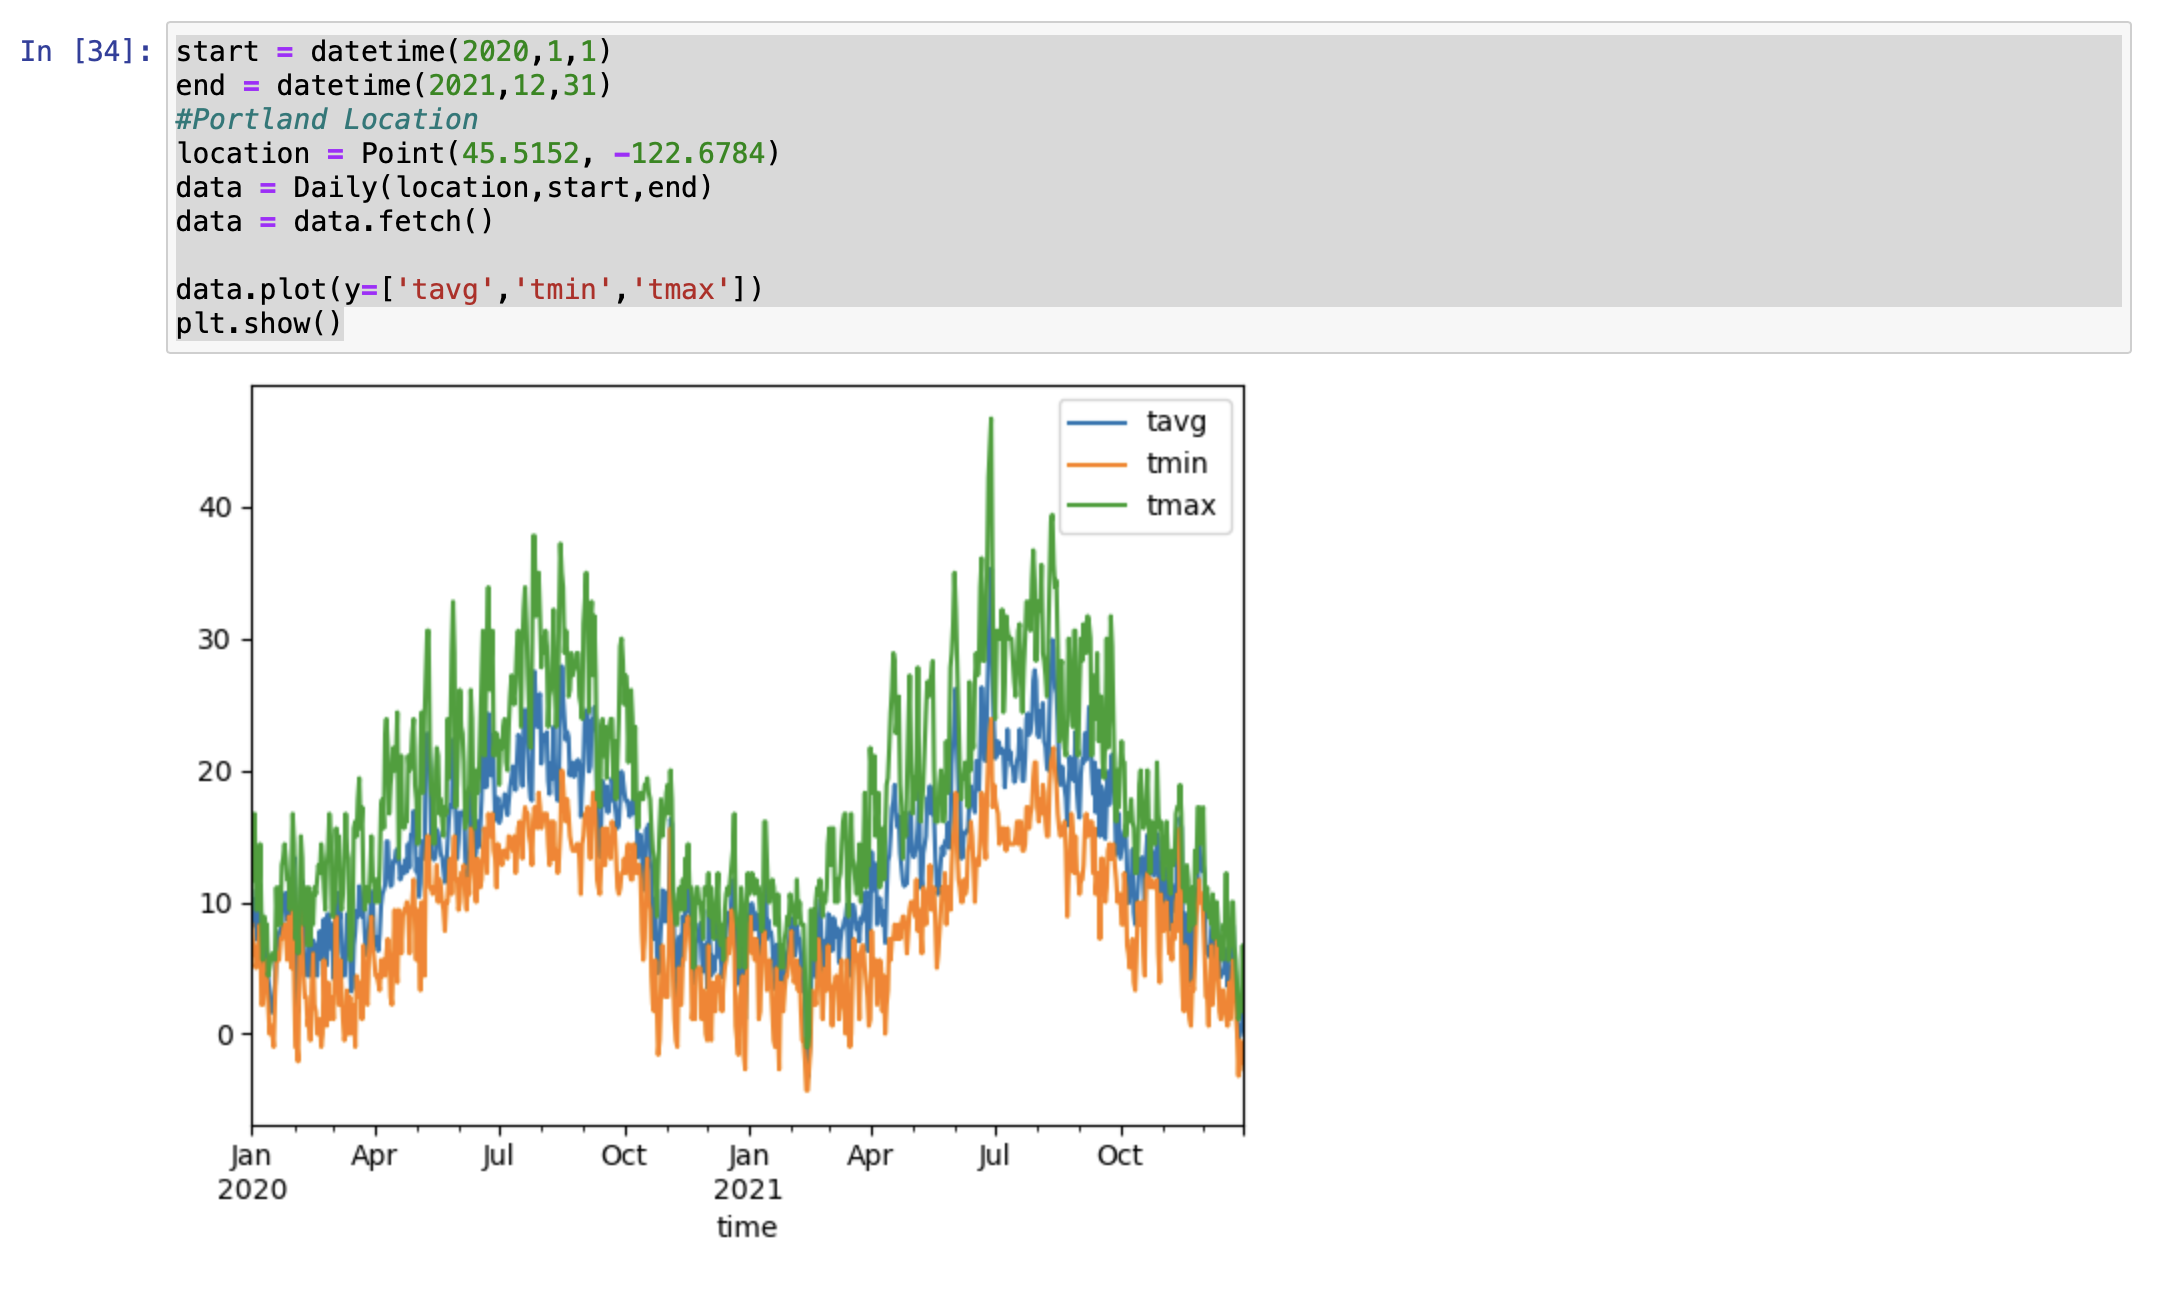 In [34]:
start = datetime(2020,1,1)
end = datetime(2021,12,31)
#Portland Location
location = Point(45.5152, -122.6784)
data = Daily(location,start,end)
data = data.fetch()
data.plot(y=['tavg','tmin','tmax'])
plt.show()
tavg
tmin
tmax
40
30
20
10
0
Jan Apr Jul Oct Jan Apr Jul Oct
2020 2021
time